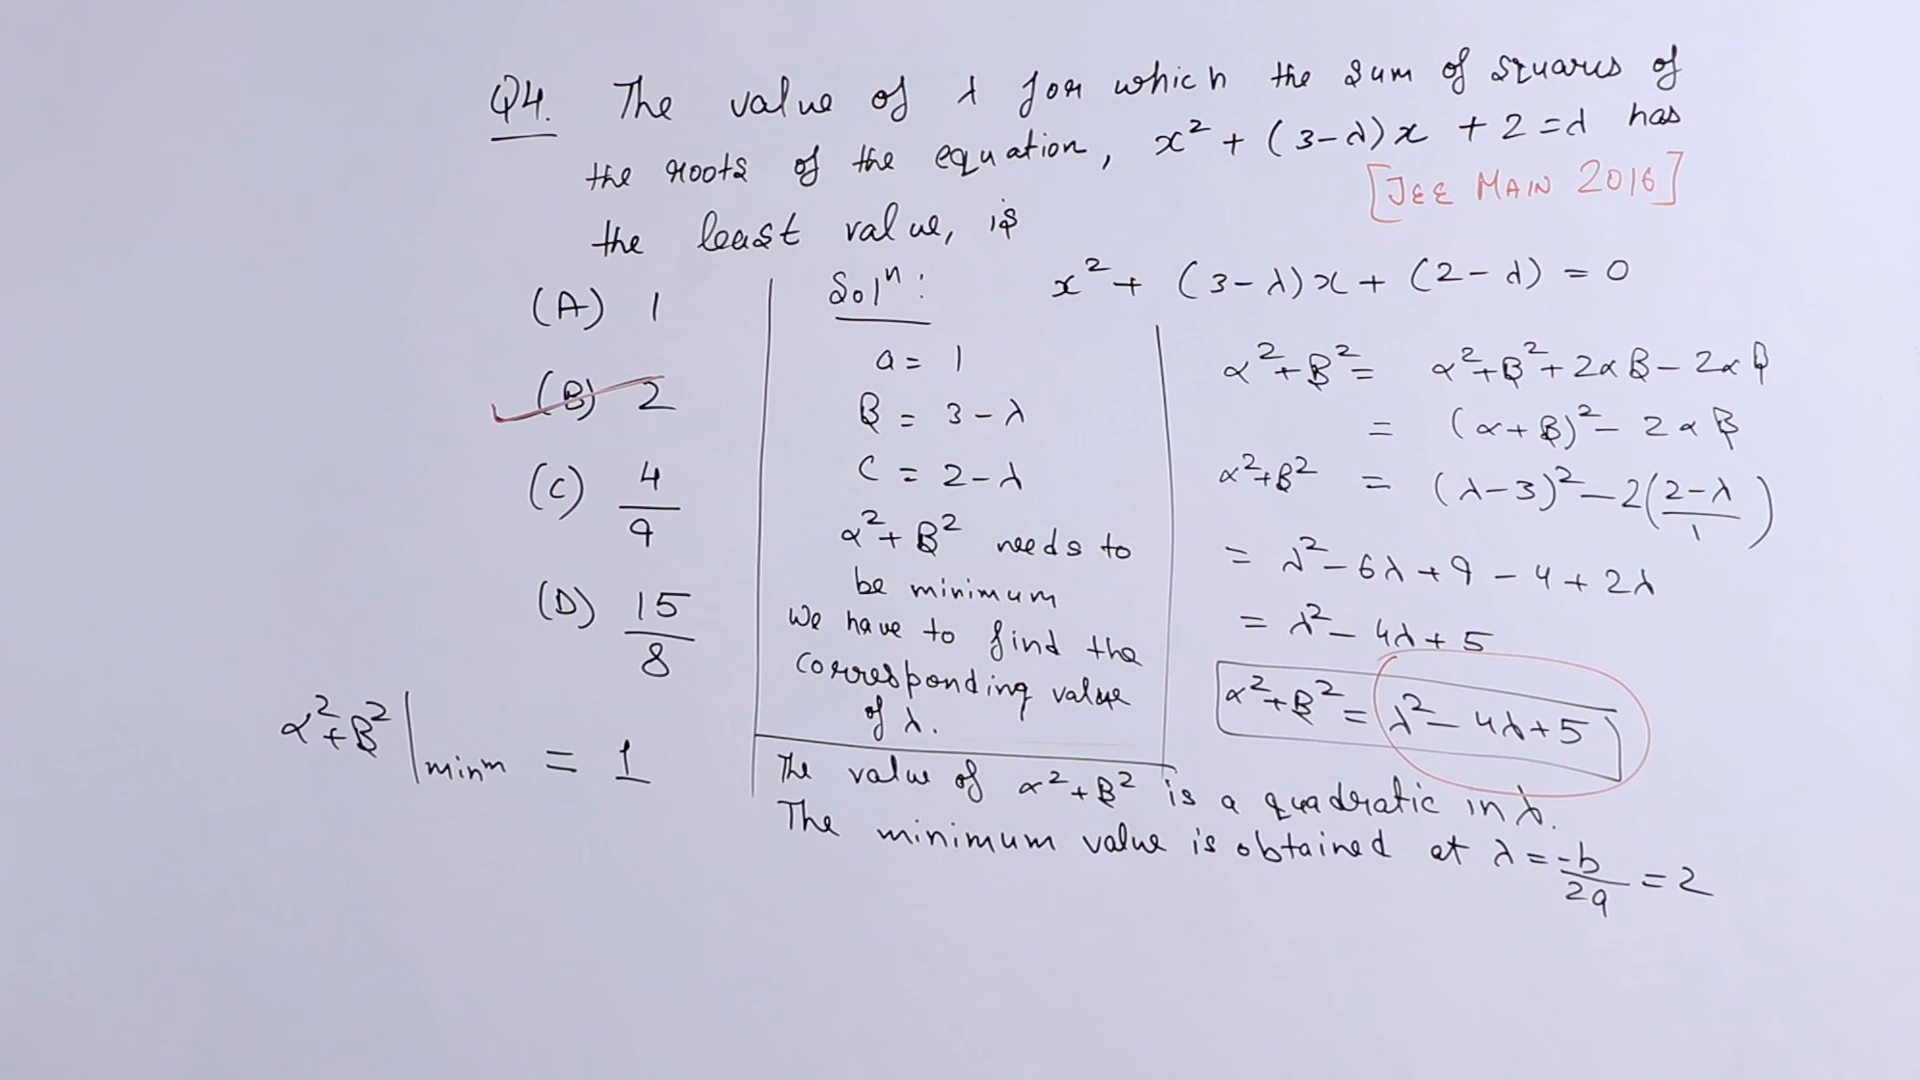 Q4. The value of λ for which the sum of squares of
the roots of the equation, x² + (3-λ)x + 2 = λ has
the least value, is
[JEE MAIN 2016]
(A) 1
(B) 2
(C) 4/9
(D) 15/8
α²+β²|minm = 1
Solⁿ:
x² + (3-λ)x + (2-λ) = 0
a = 1
B = 3-λ
C = 2-λ
α²+β² needs to
be minimum
We have to find the
corresponding value
of λ.
α²+β² = α²+β²+2αβ-2αβ
= (α+β)²-2αβ
α²+β² = (λ-3)²-2(2-λ/1)
= λ²-6λ+9-4+2λ
= λ²-4λ+5
α²+β² = λ²-4λ+5
The value of α²+β² is a quadratic in λ.
The minimum value is obtained at λ = -b/2a = 2